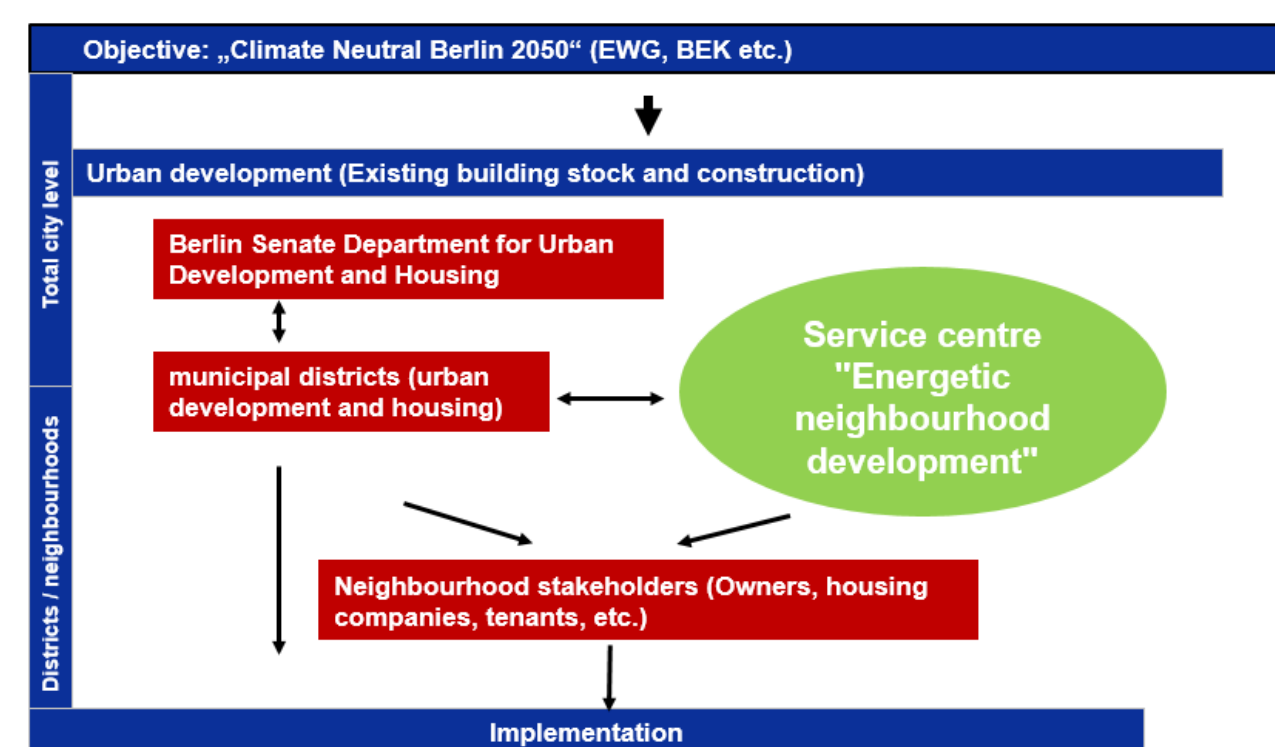 Objective: „Climate Neutral Berlin 2050“ (EWG, BEK etc.)
Total city level
Urban development (Existing building stock and construction)
Berlin Senate Department for Urban
Development and Housing
municipal districts (urban
development and housing)
Service centre
"Energetic
neighbourhood
development"
Districts / neighbourhoods
Neighbourhood stakeholders (Owners, housing
companies, tenants, etc.)
Implementation